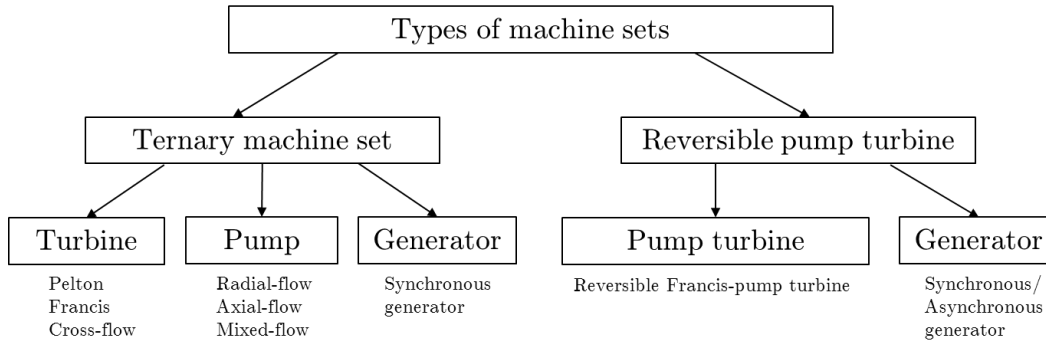 Types of machine sets
Ternary machine set
Reversible pump turbine
Turbine
Pump
Generator
Pump turbine
Generator
Pelton
Francis
Cross-flow
Radial-flow
Axial-flow
Mixed-flow
Synchronous
generator
Reversible Francis-pump turbine
Synchronous/
Asynchronous
generator